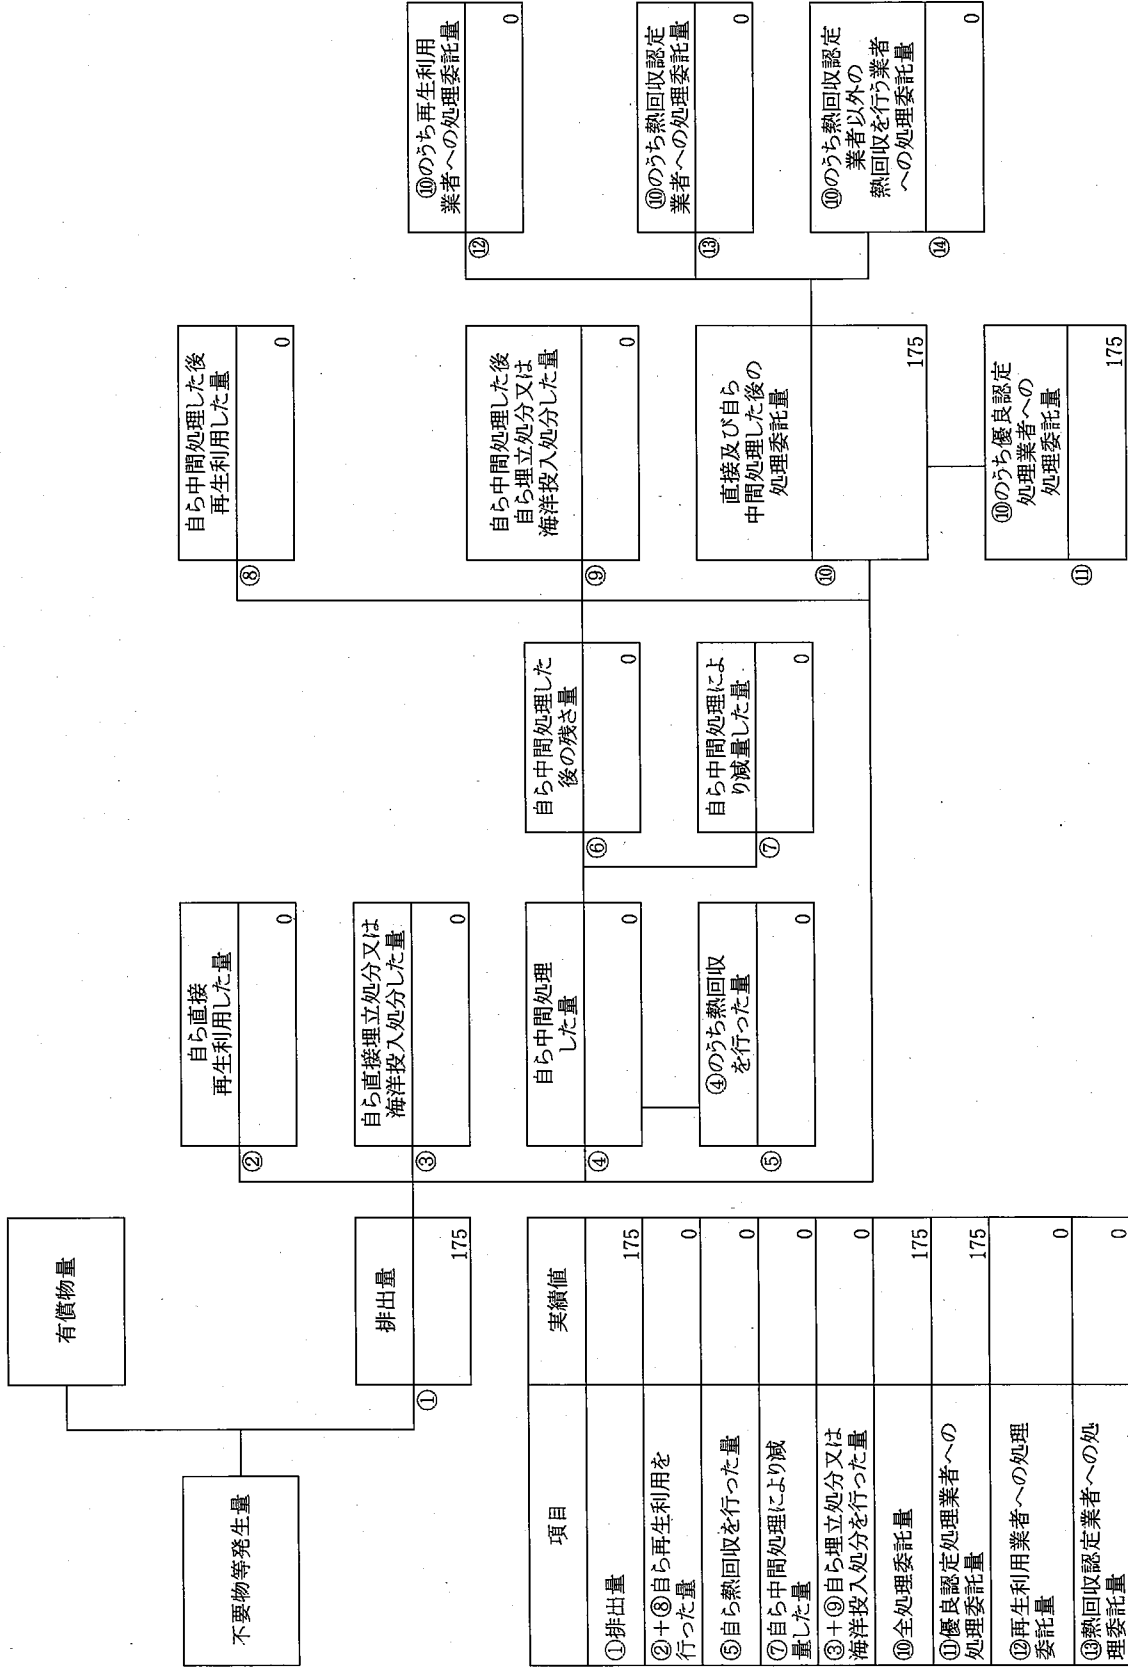 不要物等発生量
有償物量
排出量
①
175
自ら直接
再生利用した量
②
0
自ら直接埋立処分又は
海洋投入処分した量
③
0
自ら中間処理
した量
④
0
④のうち熱回収
を行った量
⑤
0
自ら中間処理した
後の残さ量
⑥
0
自ら中間処理によ
り減量した量
⑦
0
自ら中間処理した後
再生利用した量
⑧
0
自ら中間処理した後
自ら埋立処分又は
海洋投入処分した量
⑨
0
直接及び自ら
中間処理した後の
処理委託量
⑩
175
⑩のうち優良認定
処理業者への
処理委託量
⑪
175
⑩のうち再生利用
業者への処理委託量
⑫
0
⑩のうち熱回収認定
業者への処理委託量
⑬
0
⑩のうち熱回収認定
業者以外の
熱回収を行う業者
への処理委託量
⑭
0
項目 実績値
①排出量 175
②+⑧自ら再生利用を
行った量 0
⑤自ら熱回収を行った量 0
⑦自ら中間処理により減
量した量 0
③+⑨自ら埋立処分又は
海洋投入処分を行った量 0
⑩全処理委託量 175
⑪優良認定処理業者への
処理委託量 175
⑫再生利用業者への処理
委託量 0
⑬熱回収認定業者への処
理委託量 0